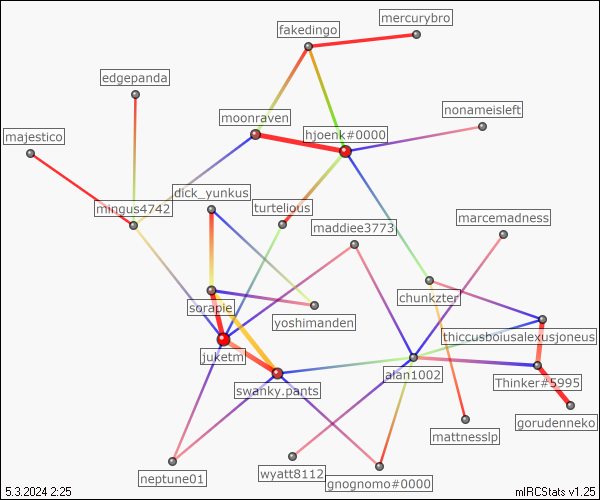 mercurybro
fakedingo
edgepanda
moonraven
nonameisleft
hjoenk#0000
majestico
dick_yunkus
mingus4742
turtelious
marcemadness
maddiee3773
chunkzter
sorapie
yoshimanden
thiccusboiusalexusjoneus
juketm
alan1002
Thinker#5995
swanky.pants
gorudenneko
mattnesslp
neptune01
wyatt8112
gnognomo#0000
5.3.2024 2:25
mIRCStats v1.25